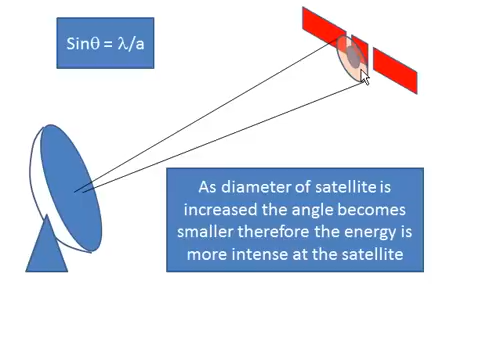 Sinθ = λ/a
As diameter of satellite is
increased the angle becomes
smaller therefore the energy is
more intense at the satellite